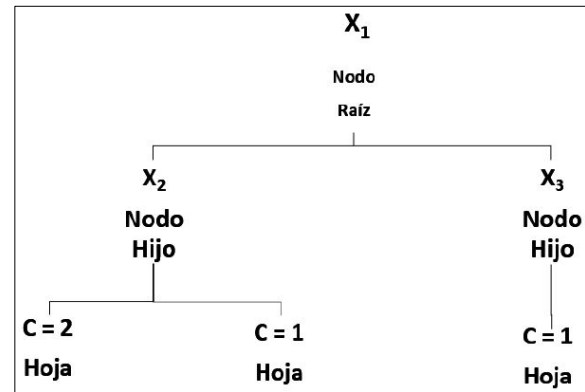 X₁
Nodo
Raíz
X₂
X₃
Nodo
Hijo
Nodo
Hijo
C = 2
C = 1
C = 1
Hoja
Hoja
Hoja